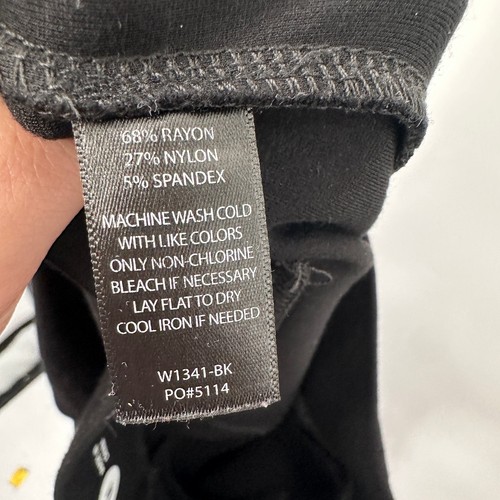 68% RAYON
27% NYLON
5% SPANDEX
MACHINE WASH COLD
WITH LIKE COLORS
ONLY NON-CHLORINE
BLEACH IF NECESSARY
LAY FLAT TO DRY
COOL IRON IF NEEDED
W1341-BK
PO#5114